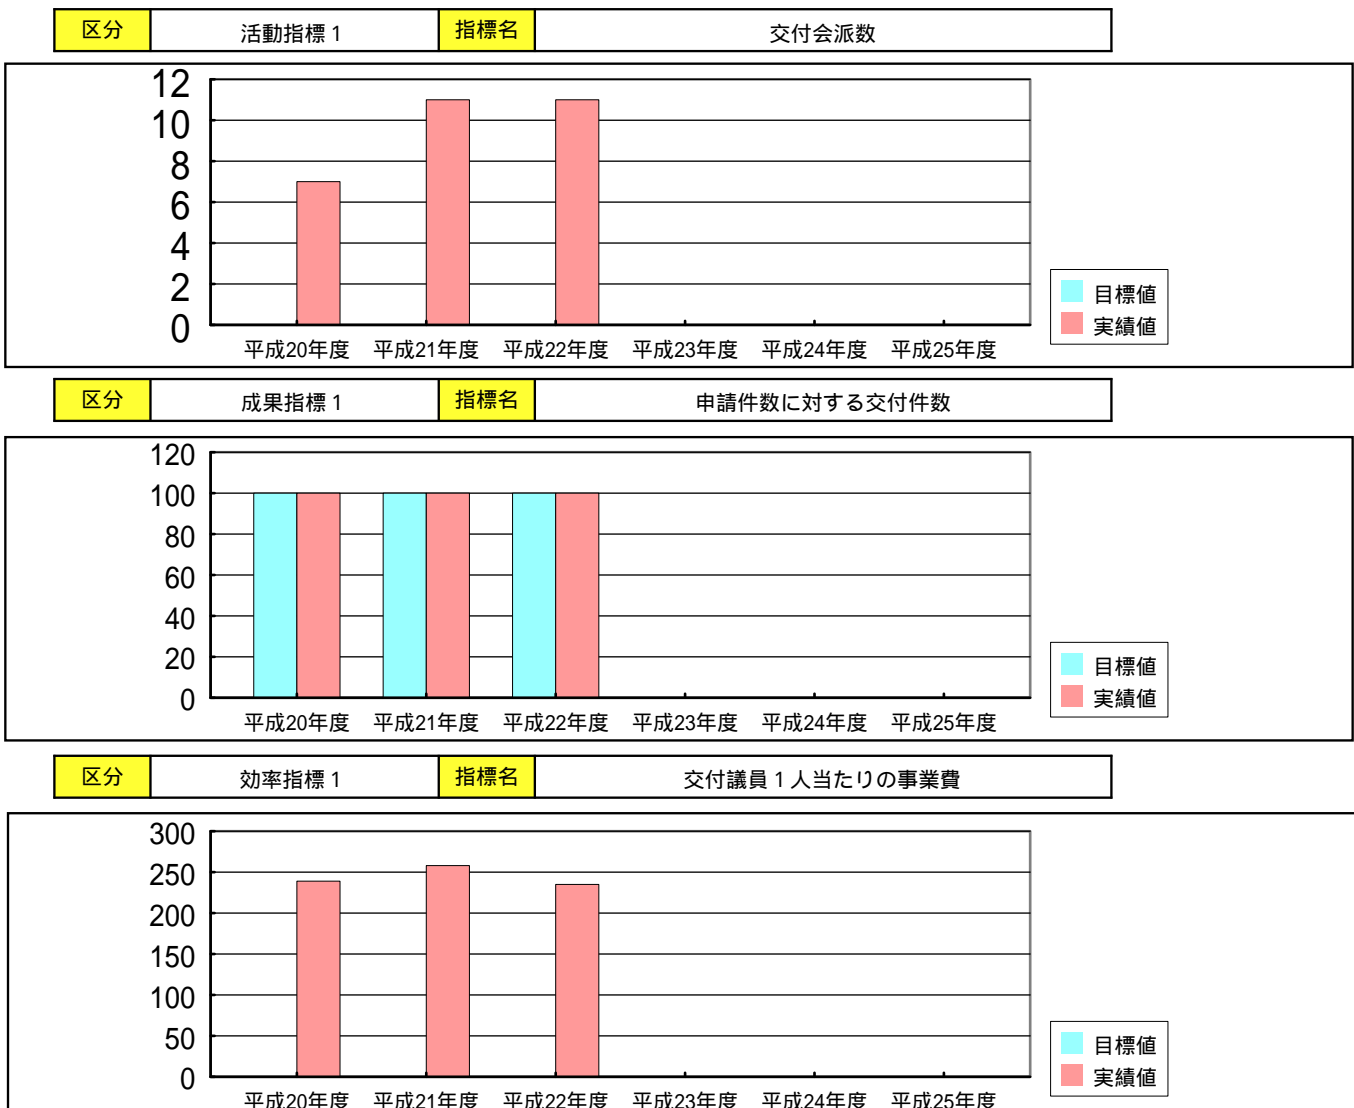 区分 活動指標１ 指標名 交付会派数
12
10
8
6
4
2
0
平成20年度 平成21年度 平成22年度 平成23年度 平成24年度 平成25年度
目標値
実績値
区分 成果指標１ 指標名 申請件数に対する交付件数
120
100
80
60
40
20
0
平成20年度 平成21年度 平成22年度 平成23年度 平成24年度 平成25年度
目標値
実績値
区分 効率指標１ 指標名 交付議員１人当たりの事業費
300
250
200
150
100
50
0
平成20年度 平成21年度 平成22年度 平成23年度 平成24年度 平成25年度
目標値
実績値